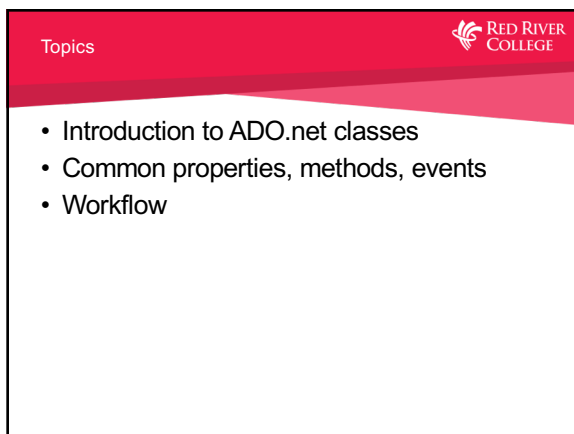 Topics
RED RIVER
COLLEGE
• Introduction to ADO.net classes
• Common properties, methods, events
• Workflow